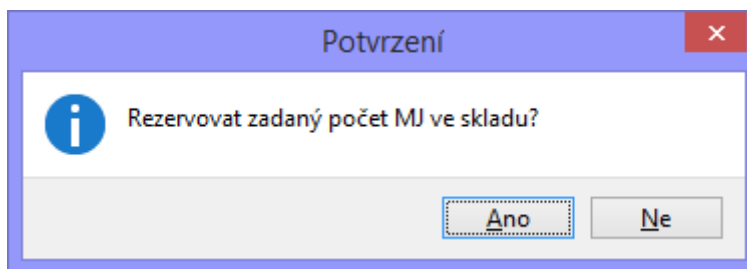 Potvrzení
Rezervovat zadaný počet MJ ve skladu?
Ano
Ne